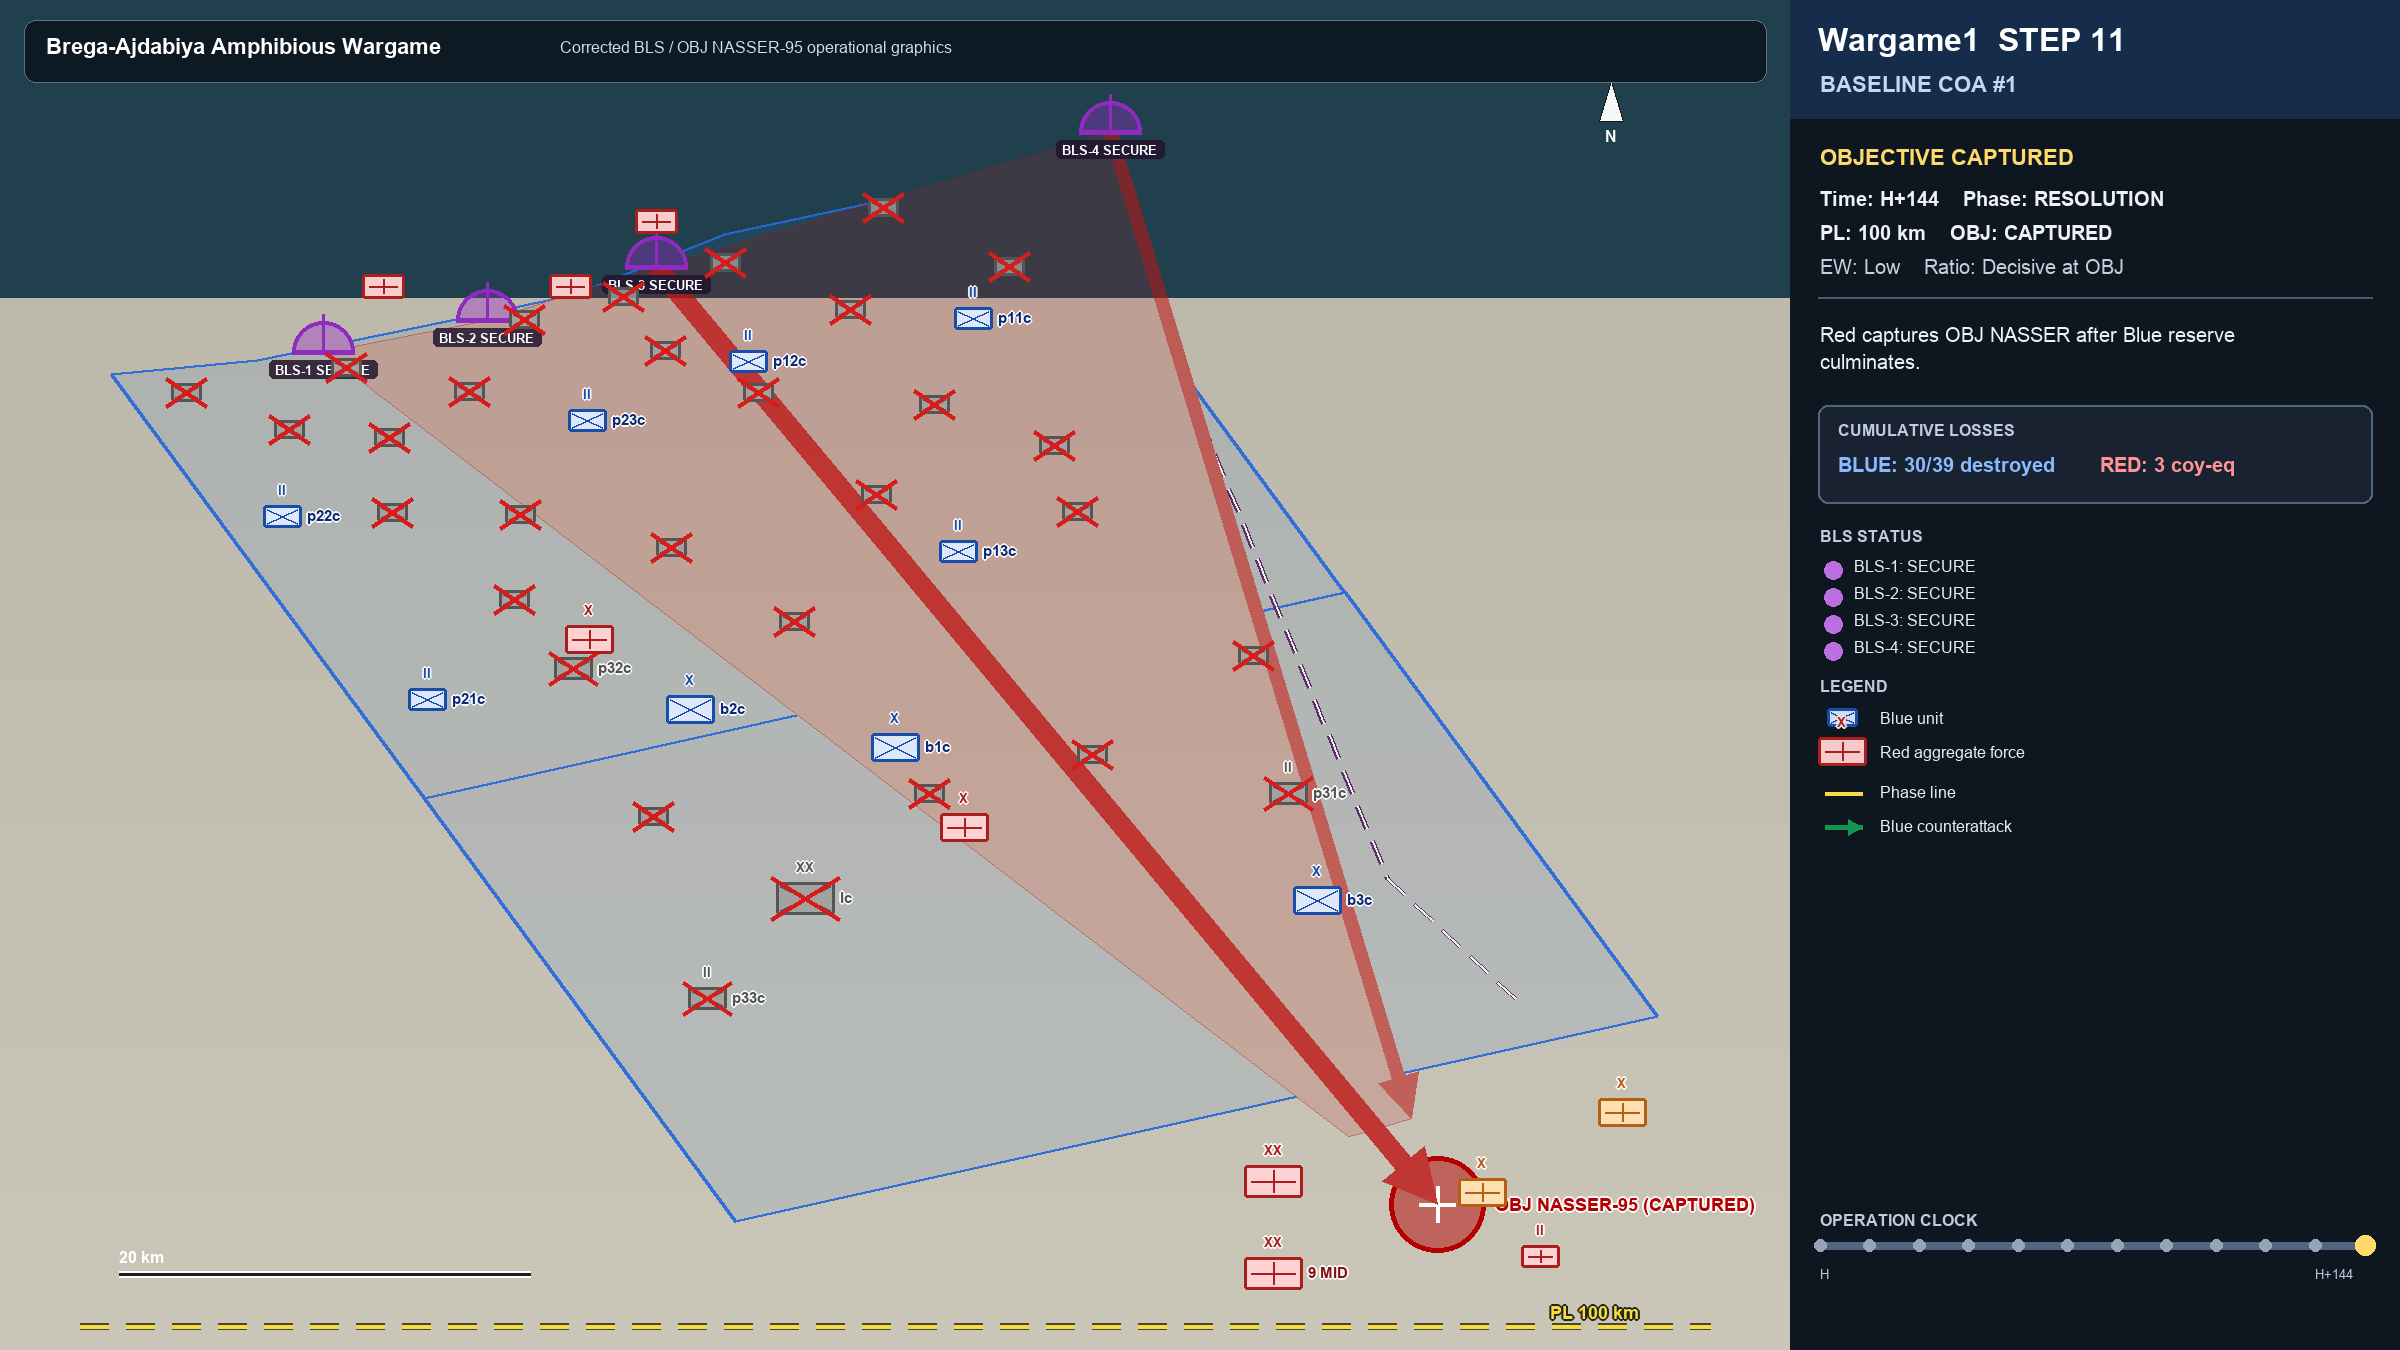 Brega-Ajdabiya Amphibious Wargame
Corrected BLS / OBJ NASSER-95 operational graphics
N
BLS-4 SECURE
BLS-3 SECURE
BLS-2 SECURE
BLS-1 SECURE
II
p11c
II
p12c
II
p23c
II
p22c
II
p13c
X
p32c
II
p21c
X
b2c
X
b1c
X
II
p31c
XX
Ic
X
b3c
II
p33c
X
XX
X
OBJ NASSER-95 (CAPTURED)
II
XX
9 MID
20 km
PL 100 km
Wargame1 STEP 11
BASELINE COA #1
OBJECTIVE CAPTURED
Time: H+144 Phase: RESOLUTION
PL: 100 km OBJ: CAPTURED
EW: Low Ratio: Decisive at OBJ
Red captures OBJ NASSER after Blue reserve
culminates.
CUMULATIVE LOSSES
BLUE: 30/39 destroyed RED: 3 coy-eq
BLS STATUS
BLS-1: SECURE
BLS-2: SECURE
BLS-3: SECURE
BLS-4: SECURE
LEGEND
X
Blue unit
Red aggregate force
Phase line
Blue counterattack
OPERATION CLOCK
H
H+144